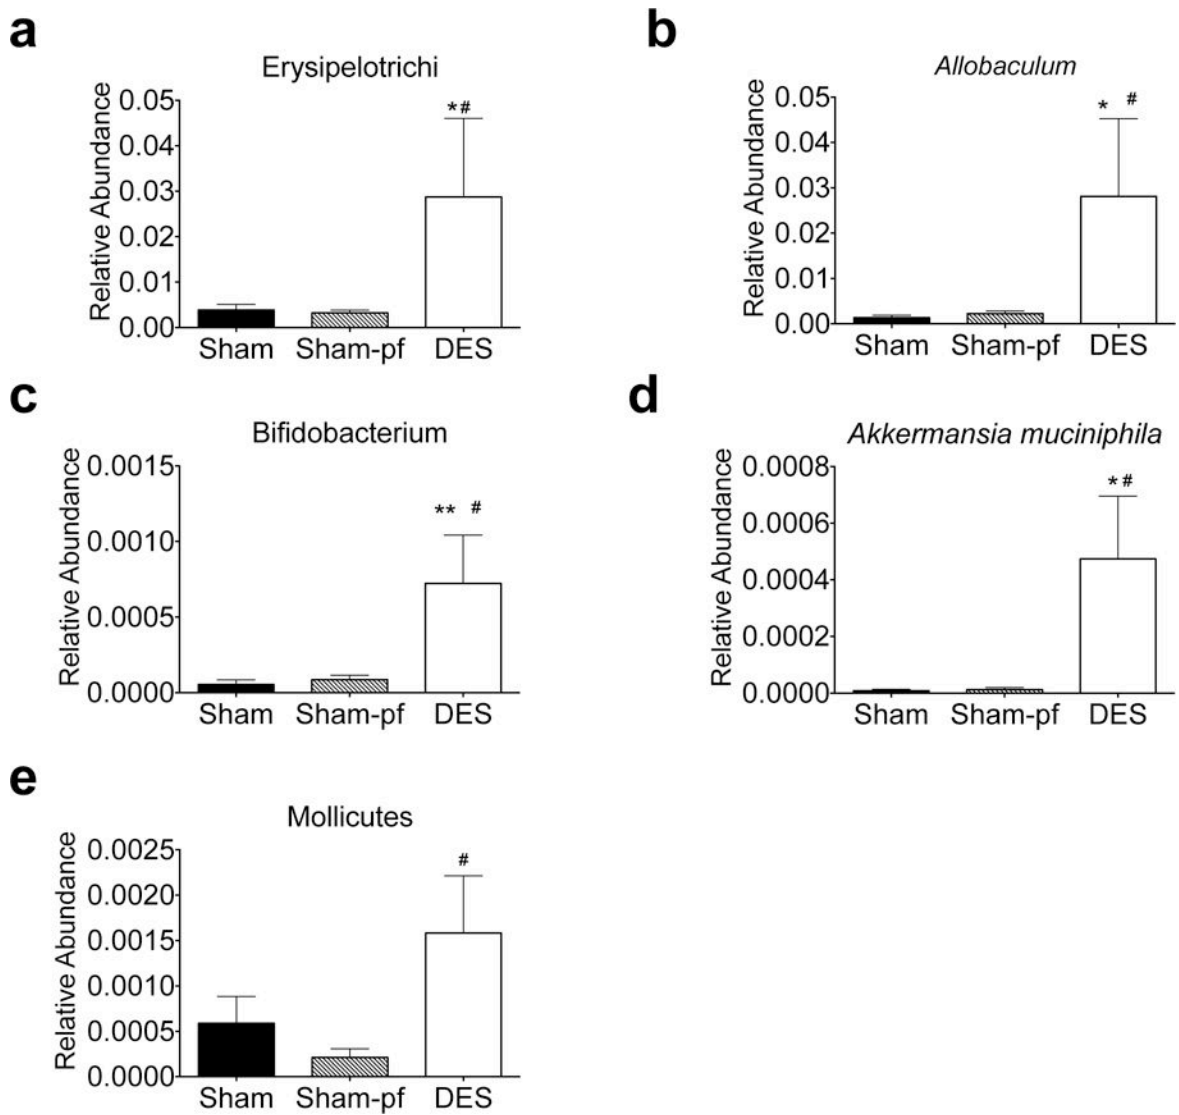 a
Erysipelotrichi
*#
Relative Abundance
0.05
0.04
0.03
0.02
0.01
0.00
Sham Sham-pf DES
b
Allobaculum
* #
Relative Abundance
0.05
0.04
0.03
0.02
0.01
0.00
Sham Sham-pf DES
c
Bifidobacterium
** #
Relative Abundance
0.0015
0.0010
0.0005
0.0000
Sham Sham-pf DES
d
Akkermansia muciniphila
*#
Relative Abundance
0.0008
0.0006
0.0004
0.0002
0.0000
Sham Sham-pf DES
e
Mollicutes
#
Relative Abundance
0.0025
0.0020
0.0015
0.0010
0.0005
0.0000
Sham Sham-pf DES